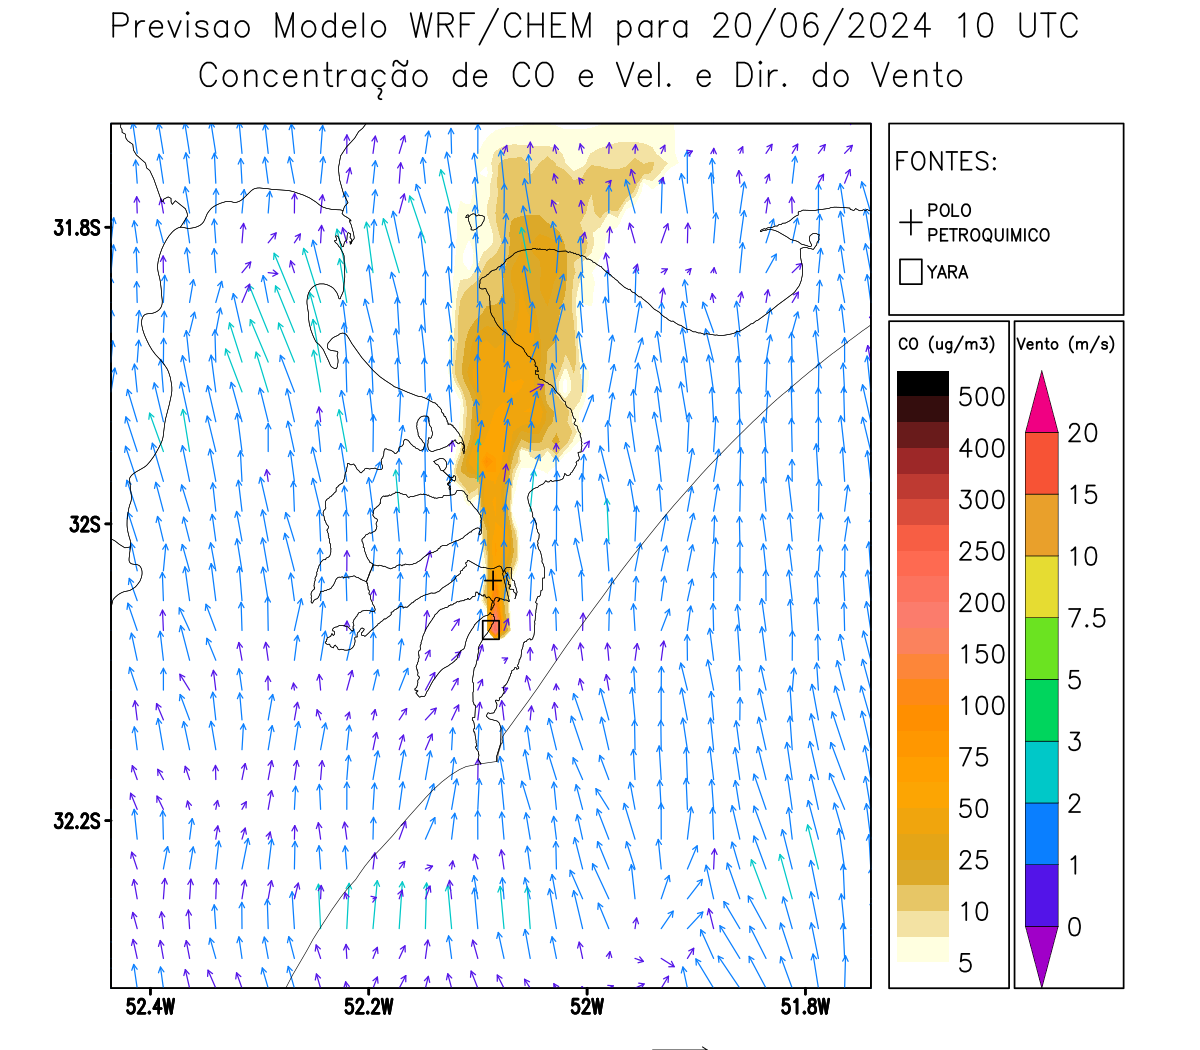 Previsao Modelo WRF/CHEM para 20/06/2024 10 UTC
Concentração de CO e Vel. e Dir. do Vento
FONTES:
POLO
PETROQUIMICO
YARA
CO (ug/m3)
500
400
300
250
200
150
100
75
50
25
10
5
Vento (m/s)
20
15
10
7.5
5
3
2
1
0
31.8S
32S
32.2S
52.4W 52.2W 52W 51.8W